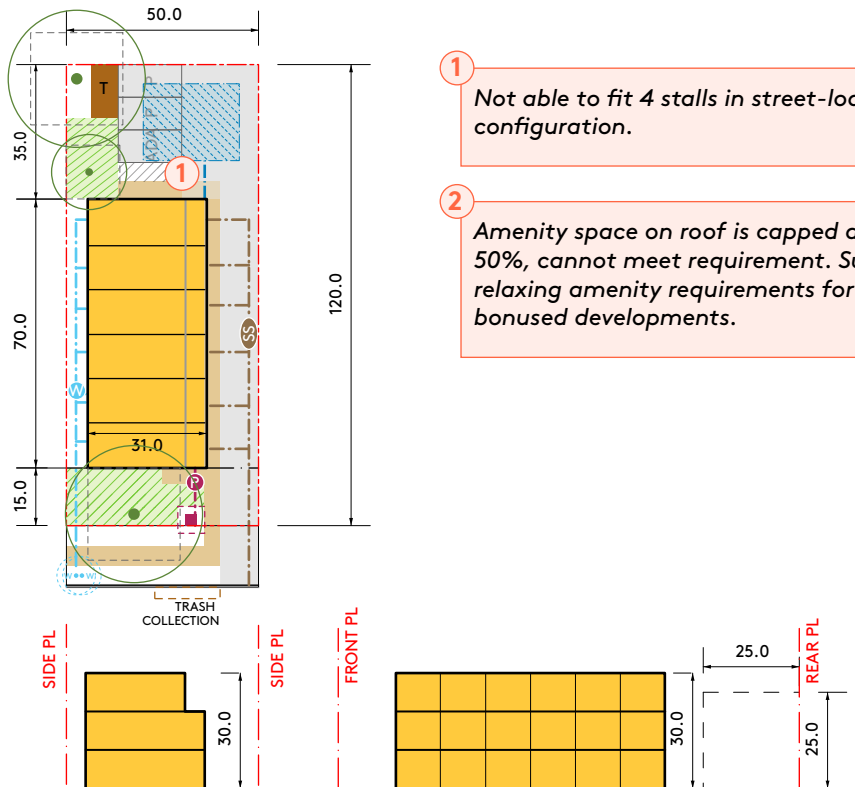 50.0
T
ADAPT P
35.0
1
70.0
120.0
SS
W
31.0
15.0
P
W
TRASH
COLLECTION
1
Not able to fit 4 stalls in street-loa
configuration.
2
Amenity space on roof is capped a
50%, cannot meet requirement. Su
relaxing amenity requirements for
bonused developments.
SIDE PL
SIDE PL
FRONT PL
REAR PL
30.0
30.0
25.0
25.0